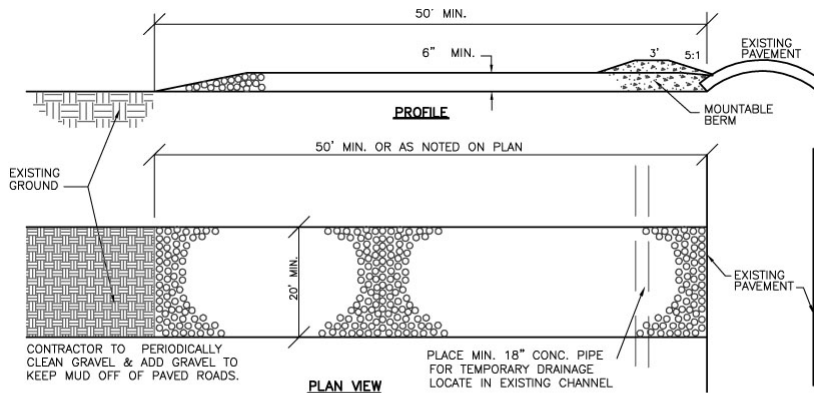 50' MIN.
6" MIN.
3'
5:1
EXISTING
PAVEMENT
PROFILE
MOUNTABLE
BERM
50' MIN. OR AS NOTED ON PLAN
EXISTING
GROUND
20' MIN.
EXISTING
PAVEMENT
CONTRACTOR TO PERIODICALLY
CLEAN GRAVEL & ADD GRAVEL TO
KEEP MUD OFF OF PAVED ROADS.
PLACE MIN. 18" CONC. PIPE
FOR TEMPORARY DRAINAGE
LOCATE IN EXISTING CHANNEL
PLAN VIEW